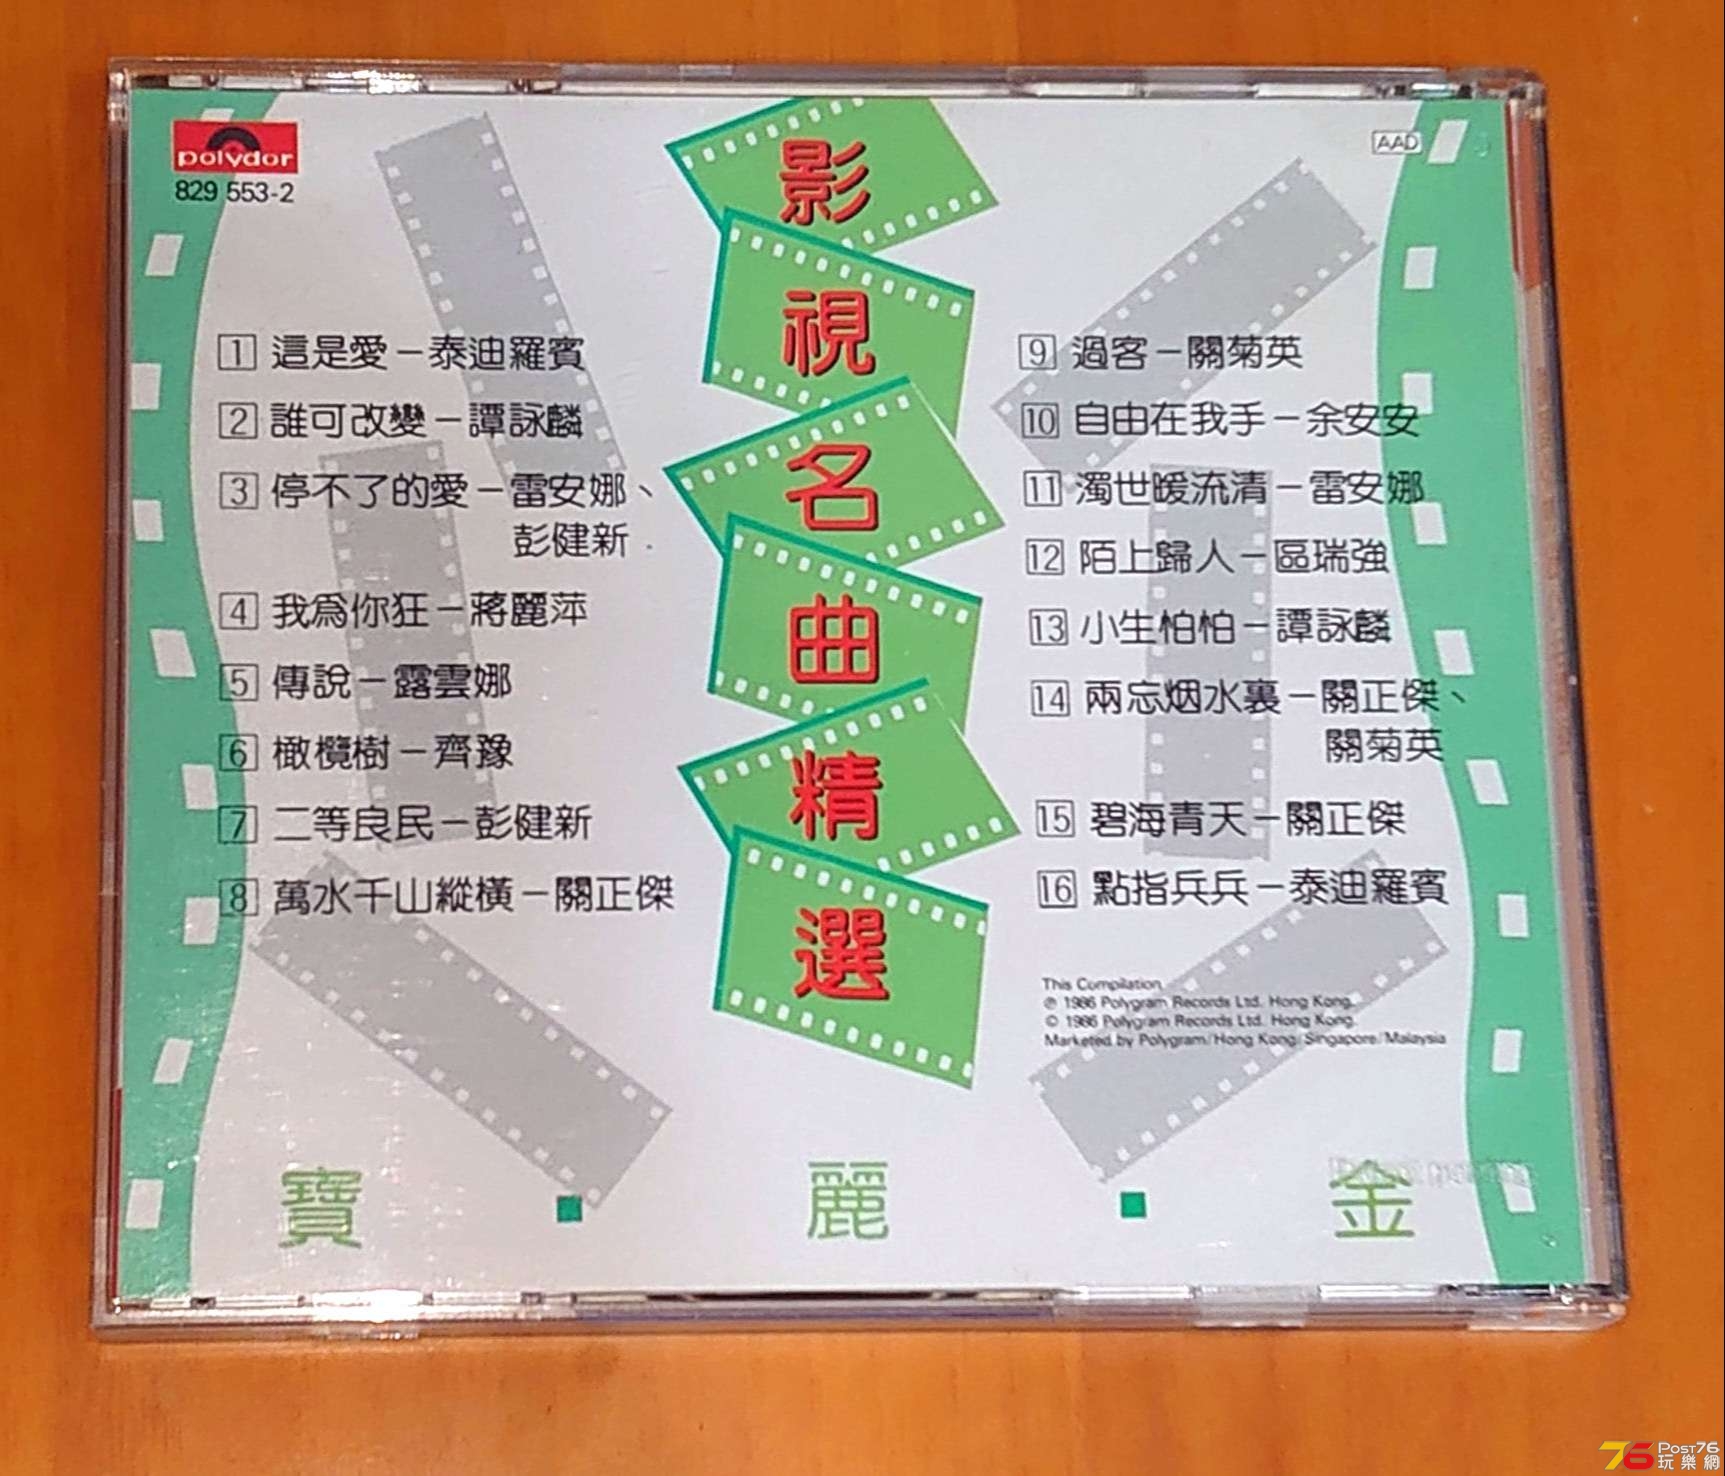 polydor
829 553-2
AAD
影
視
名
曲
精
選
1 這是愛－泰迪羅賓
2 誰可改變－譚詠麟
3 停不了的愛－雷安娜、
彭健新
4 我為你狂－蔣麗萍
5 傳說－露雲娜
6 橄欖樹－齊豫
7 二等良民－彭健新
8 萬水千山縱橫－關正傑
9 過客－關菊英
10 自由在我手－余安安
11 濁世暖流清－雷安娜
12 陌上歸人－區瑞強
13 小生怕怕－譚詠麟
14 兩忘烟水裏－關正傑、
關菊英
15 碧海青天－關正傑
16 點指兵兵－泰迪羅賓
This Compilation
℗ 1986 Polygram Records Ltd. Hong Kong.
© 1986 Polygram Records Ltd. Hong Kong.
Marketed by Polygram/Hong Kong/Singapore/Malaysia
寶▪麗▪金
76 POST76
玩樂網